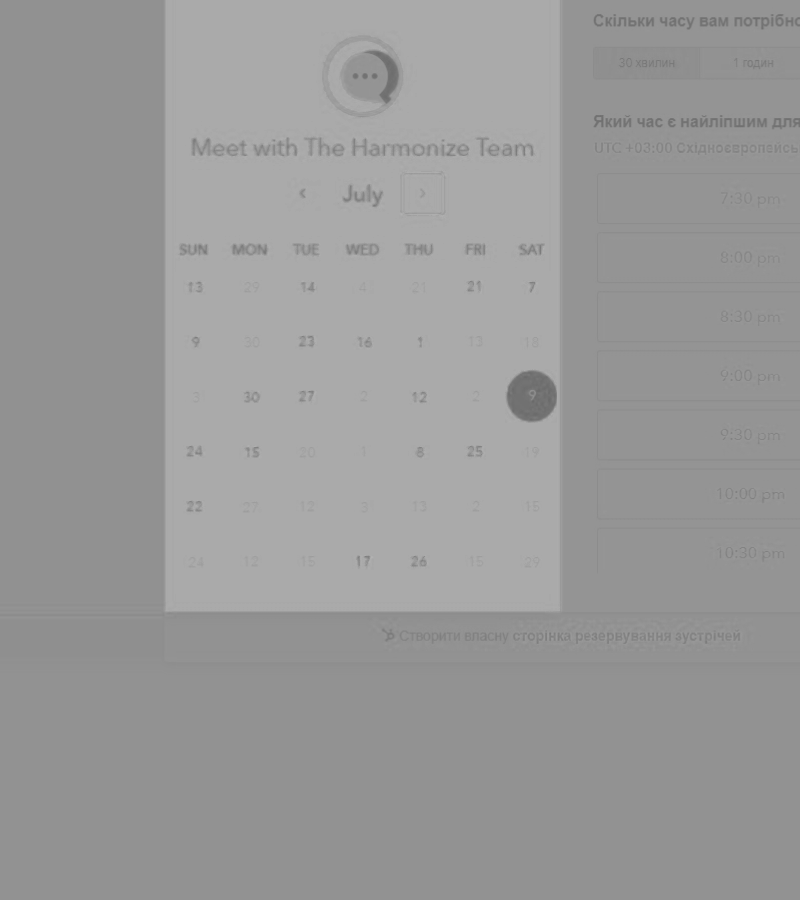 Meet with The Harmonize Team
July
SUN MON TUE WED THU FRI SAT
13 29 14 4 21 21 7
9 30 23 16 1 13 18
3 30 27 2 12 2 9
24 15 20 1 8 25 19
22 27 12 3 13 2 15
24 12 15 17 26 15 29
Скільки часу вам потрібно
30 хвилин 1 годин
Який час є найліпшим для
UTC +03:00 Східноєвропейсь
7:30 pm
8:00 pm
8:30 pm
9:00 pm
9:30 pm
10:00 pm
10:30 pm
Створити власну сторінка резервування зустрічей